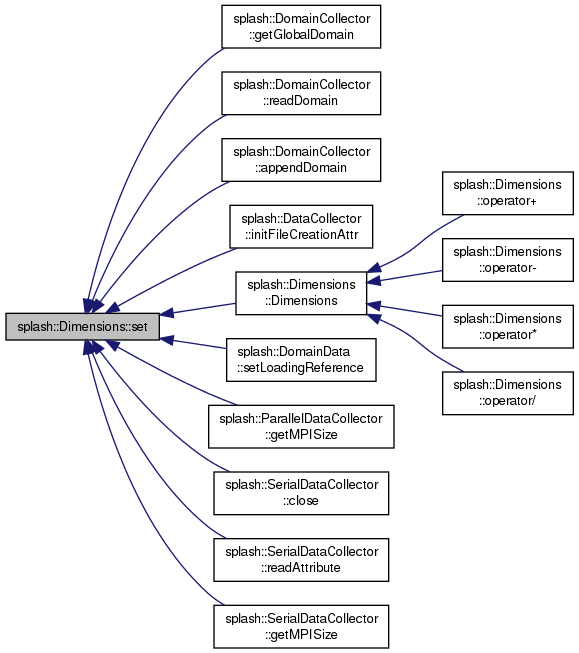 splash::DomainCollector
::getGlobalDomain
splash::DomainCollector
::readDomain
splash::DomainCollector
::appendDomain
splash::DataCollector
::initFileCreationAttr
splash::Dimensions
::Dimensions
splash::Dimensions
::operator+
splash::Dimensions
::operator-
splash::Dimensions
::operator*
splash::Dimensions
::operator/
splash::Dimensions::set
splash::DomainData
::setLoadingReference
splash::ParallelDataCollector
::getMPISize
splash::SerialDataCollector
::close
splash::SerialDataCollector
::readAttribute
splash::SerialDataCollector
::getMPISize